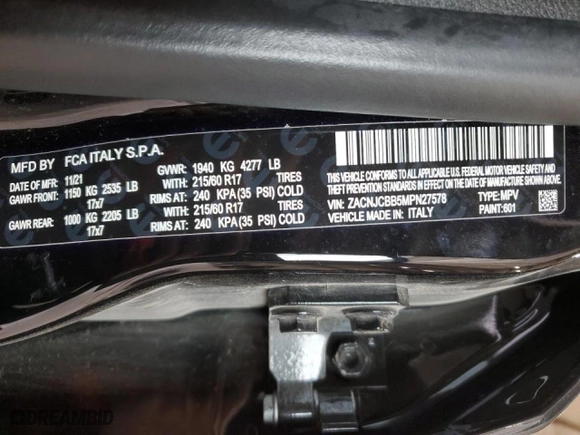 MFD BY FCA ITALY S.P.A.
DATE OF MFR: 11/21 GVWR: 1940 KG 4277 LB
GAWR FRONT: 1150 KG 2535 LB WITH: 215/60 R17 TIRES
17x7 RIMS AT: 240 KPA (35 PSI) COLD
GAWR REAR: 1000 KG 2205 LB WITH: 215/60 R17 TIRES
17x7 RIMS AT: 240 KPA (35 PSI) COLD
THIS VEHICLE CONFORMS TO ALL APPLICABLE U.S. FEDERAL MOTOR VEHICLE SAFETY,
BUMPER, AND THEFT PREVENTION STANDARDS IN EFFECT ON THE DATE OF MANUFACTURE SHOWN ABOVE.
VIN: ZACNJCBB5MPN27578 TYPE: MPV
MADE IN: ITALY PAINT: 601
DREAMBID